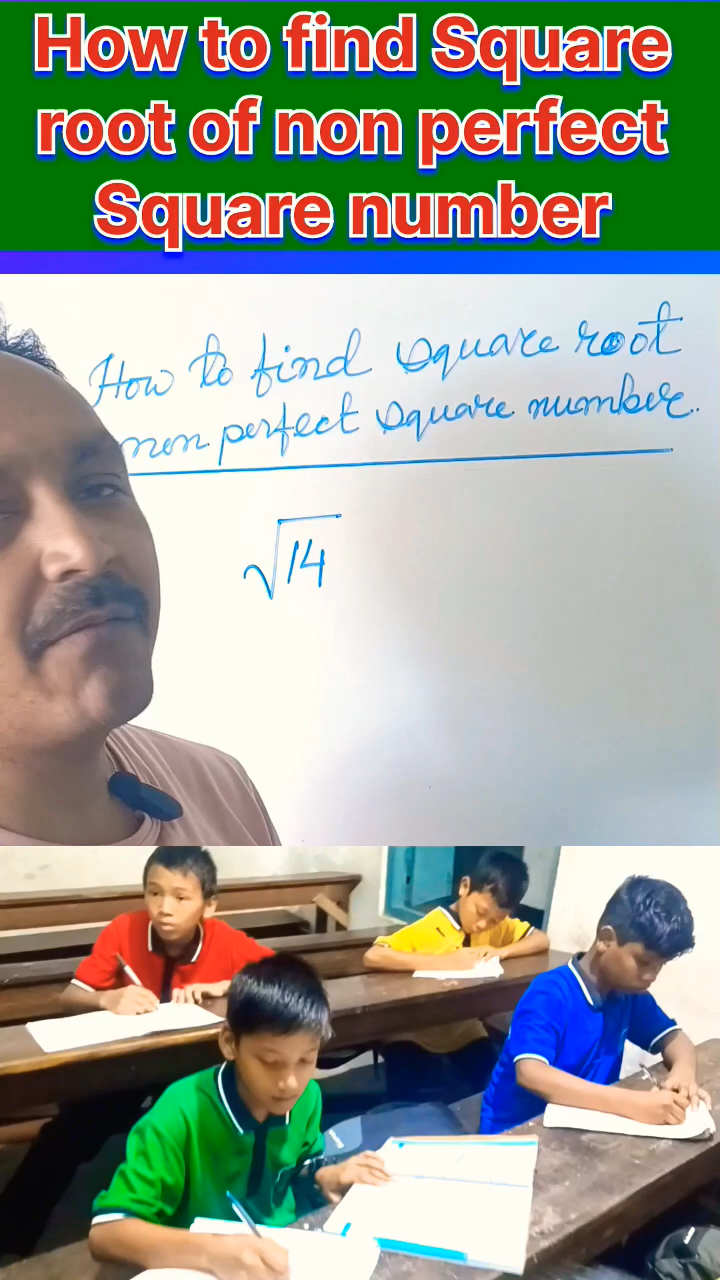 How to find Square
root of non perfect
Square number
How to find square root
non perfect square number.
√14